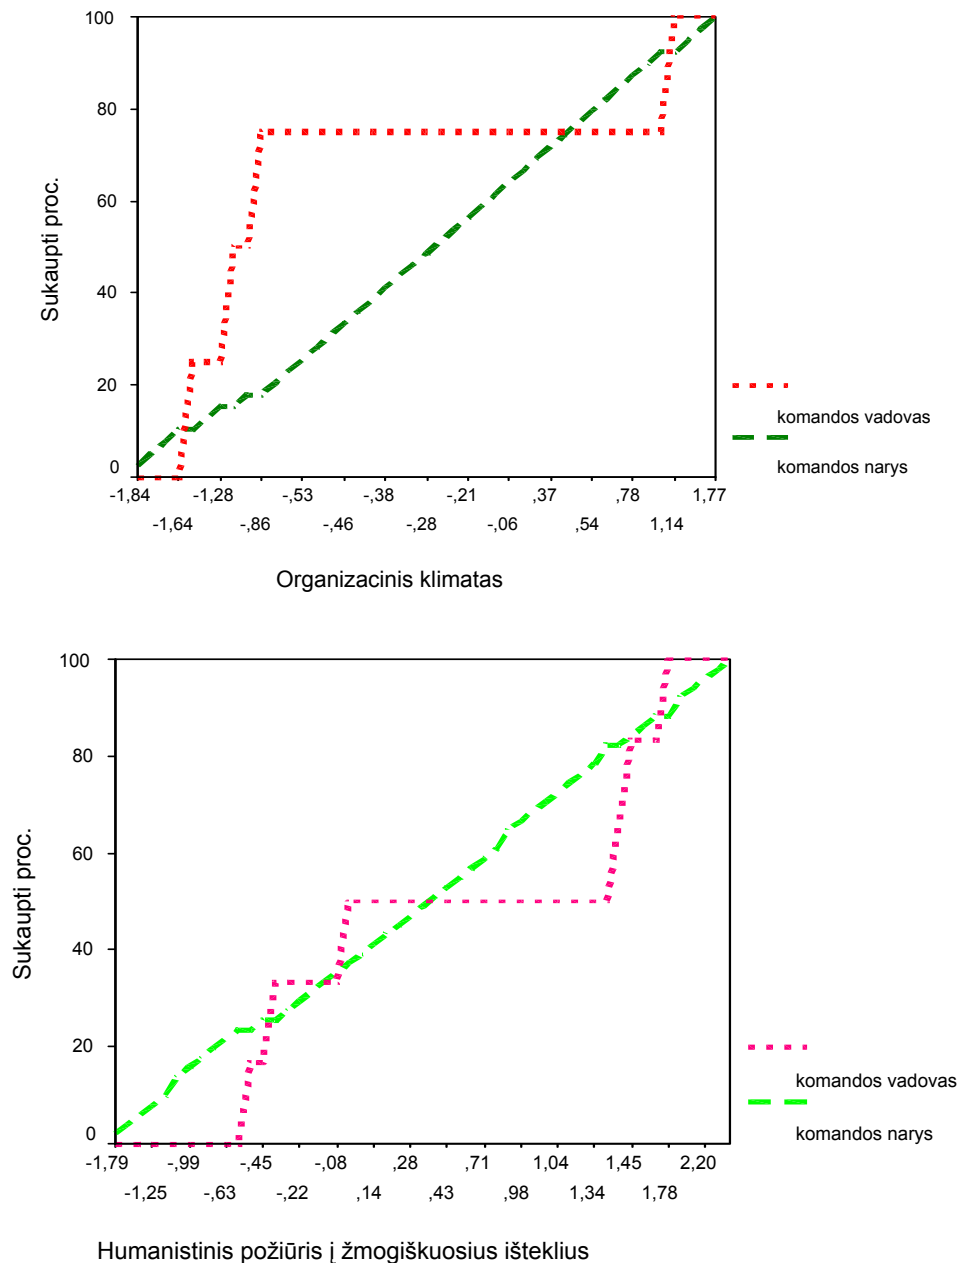 100
80
60
40
20
0
Sukaupti proc.
komandos vadovas
komandos narys
-1,84 -1,28 -,53 -,38 -,21 ,37 ,78 1,77
-1,64 -,86 -,46 -,28 -,06 ,54 1,14
Organizacinis klimatas
100
80
60
40
20
0
Sukaupti proc.
komandos vadovas
komandos narys
-1,79 -,99 -,45 -,08 ,28 ,71 1,04 1,45 2,20
-1,25 -,63 -,22 ,14 ,43 ,98 1,34 1,78
Humanistinis požiūris į žmogiškuosius išteklius